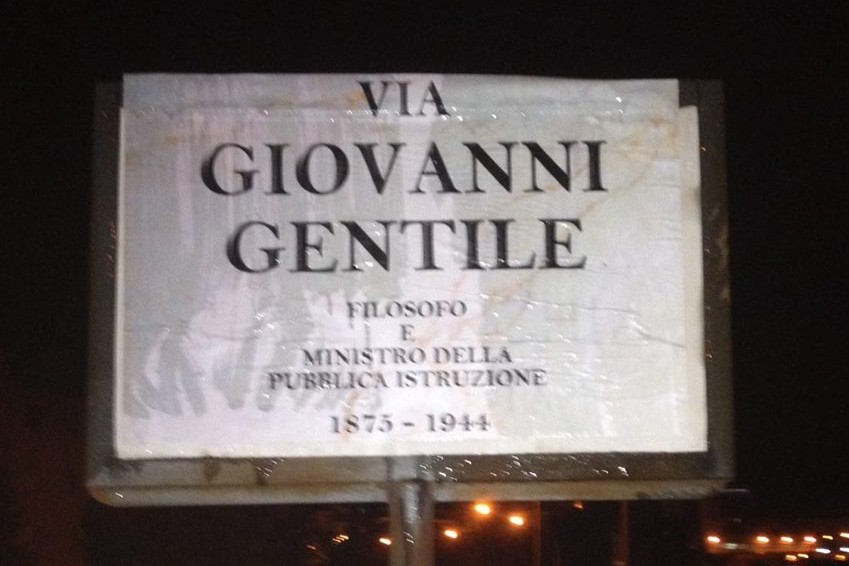 VIA
GIOVANNI
GENTILE
FILOSOFO
E
MINISTRO DELLA
PUBBLICA ISTRUZIONE
1875 - 1944